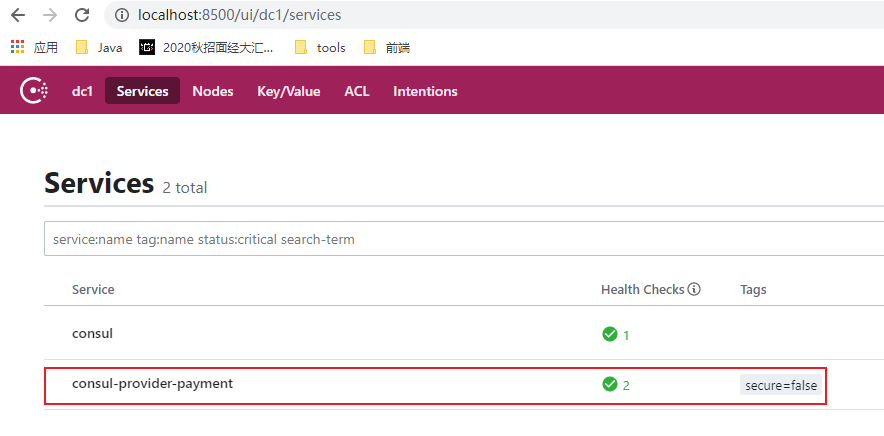 localhost:8500/ui/dc1/services
应用 Java 2020秋招面经大汇... tools 前端
dc1 Services Nodes Key/Value ACL Intentions
Services 2 total
service:name tag:name status:critical search-term
Service Health Checks Tags
consul 1
consul-provider-payment 2 secure=false